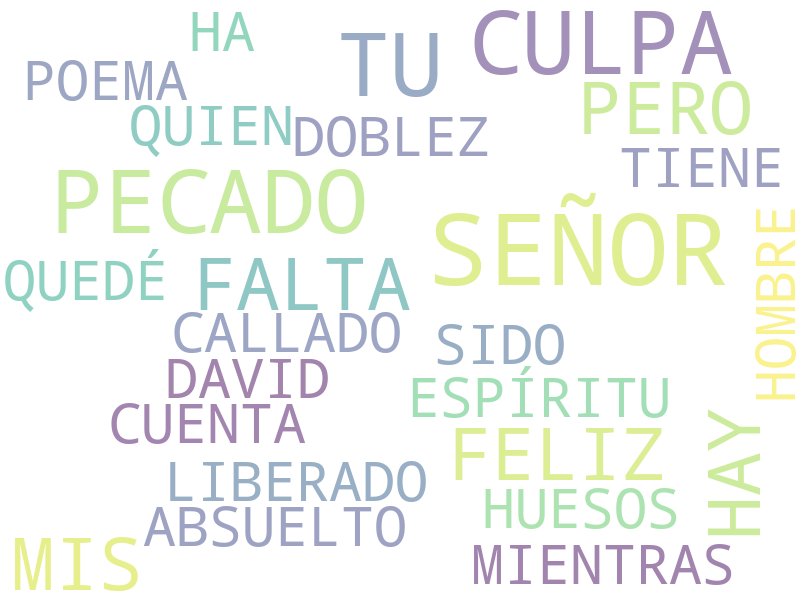 HA
TU
CULPA
POEMA
PERO
QUIEN
DOBLEZ
TIENE
PECADO
SEÑOR
HOMBRE
QUEDÉ
FALTA
CALLADO
SIDO
DAVID
ESPÍRITU
CUENTA
FELIZ
HAY
LIBERADO
HUESOS
ABSUELTO
MIS
MIENTRAS